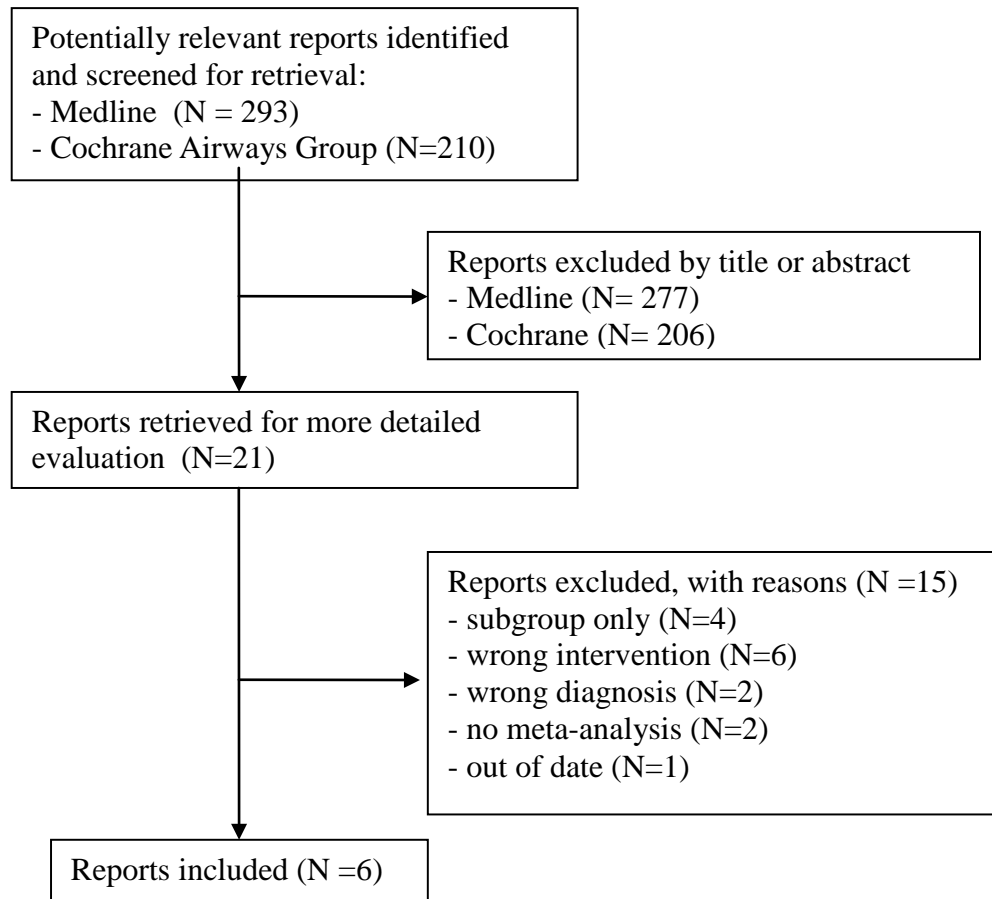 Potentially relevant reports identified
and screened for retrieval:
- Medline  (N = 293)
- Cochrane Airways Group (N=210)
Reports excluded by title or abstract
- Medline (N= 277)
- Cochrane (N= 206)
Reports retrieved for more detailed
evaluation  (N=21)
Reports excluded, with reasons (N =15)
- subgroup only (N=4)
- wrong intervention (N=6)
- wrong diagnosis (N=2)
- no meta-analysis (N=2)
- out of date (N=1)
Reports included (N =6)